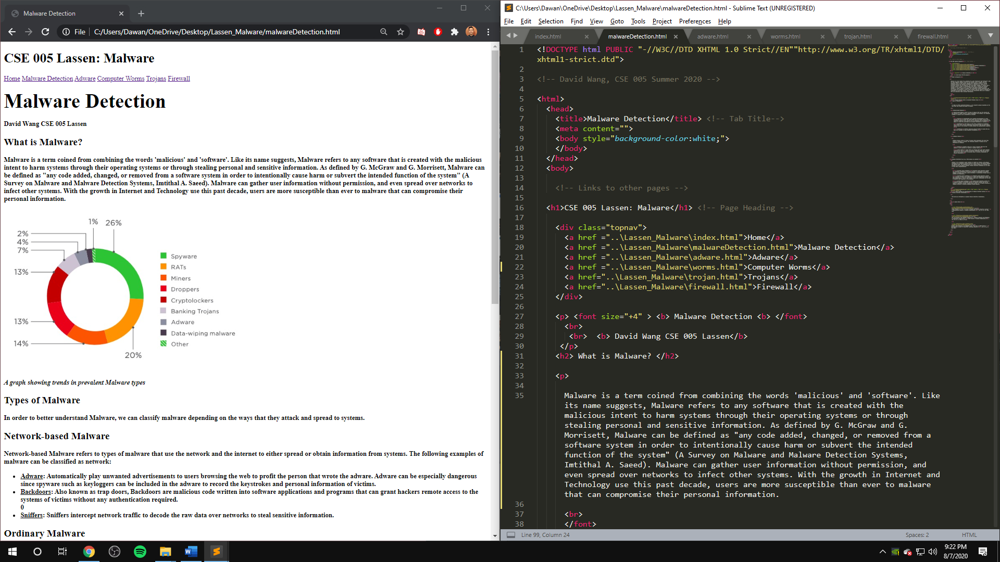 Malware Detection
File C:/Users/Dawan/OneDrive/Desktop/Lassen_Malware/malwareDetection.html
CSE 005 Lassen: Malware
Home Malware Detection Adware Computer Worms Trojans Firewall
Malware Detection
David Wang CSE 005 Lassen
What is Malware?
Malware is a term coined from combining the words 'malicious' and 'software'. Like its name suggests, Malware refers to any software that is created with the malicious
intent to harm systems through their operating systems or through stealing personal and sensitive information. As defined by G. McGraw and G. Morrisett, Malware can
be defined as "any code added, changed, or removed from a software system in order to intentionally cause harm or subvert the intended function of the system" (A
Survey on Malware and Malware Detection Systems, Imtithal A. Saeed). Malware can gather user information without permission, and even spread over networks to
infect other systems. With the growth in Internet and Technology use this past decade, users are more susceptible than ever to malware that can compromise their
personal information.
1% 26%
2%
4%
7%
13%
13%
14%
20%
Spyware
RATs
Miners
Droppers
Cryptolockers
Banking Trojans
Adware
Data-wiping malware
Other
A graph showing trends in prevalent Malware types
Types of Malware
In order to better understand Malware, we can classify malware depending on the ways that they attack and spread to systems.
Network-based Malware
Network-based Malware refers to types of malware that use the network and the internet to either spread or obtain information from systems. The following examples of
malware can be classified as network:
• Adware: Automatically play unwanted advertisements to users browsing the web to profit the person that wrote the adware. Adware can be especially dangerous
since spyware such as keyloggers can be included in the adware to record the keystrokes and personal information of victims.
• Backdoors: Also known as trap doors, Backdoors are malicious code written into software applications and programs that can grant hackers remote access to the
systems of victims without any authentication required.
0
• Sniffers: Sniffers intercept network traffic to decode the raw data over networks to steal sensitive information.
Ordinary Malware
C:\Users\Dawan\OneDrive\Desktop\Lassen_Malware\malwareDetection.html - Sublime Text (UNREGISTERED)
File Edit Selection Find View Goto Tools Project Preferences Help
index.html malwareDetection.html adware.html worms.html trojan.html firewall.html
1 <!DOCTYPE html PUBLIC "-//W3C//DTD XHTML 1.0 Strict//EN""http://www.w3.org/TR/xhtml1/DTD/
xhtml1-strict.dtd">
2
3 <!-- David Wang, CSE 005 Summer 2020 -->
4
5 <html>
6 <head>
7 <title>Malware Detection</title> <!-- Tab Title-->
8 <meta content="">
9 <body style="background-color:white;">
10 </body>
11 </head>
12 <body>
13
14 <!-- Links to other pages -->
15
16 <h1>CSE 005 Lassen: Malware</h1> <!-- Page Heading -->
17
18 <div class="topnav">
19 <a href ="..\Lassen_Malware\index.html">Home</a>
20 <a href ="..\Lassen_Malware\malwareDetection.html">Malware Detection</a>
21 <a href ="..\Lassen_Malware\adware.html">Adware</a>
22 <a href ="..\Lassen_Malware\worms.html">Computer Worms</a>
23 <a href="..\Lassen_Malware\trojan.html">Trojans</a>
24 <a href="..\Lassen_Malware\firewall.html">Firewall</a>
25 </div>
26
27 <p> <font size="+4" > <b> Malware Detection <b> </font>
28 <br>
29 <br> <b> David Wang CSE 005 Lassen</b>
30 </p>
31 <h2> What is Malware? </h2>
32
33 <p>
34
35 Malware is a term coined from combining the words 'malicious' and 'software'. Like
its name suggests, Malware refers to any software that is created with the
malicious intent to harm systems through their operating systems or through
stealing personal and sensitive information. As defined by G. McGraw and G.
Morrisett, Malware can be defined as "any code added, changed, or removed from a
software system in order to intentionally cause harm or subvert the intended
function of the system" (A Survey on Malware and Malware Detection Systems,
Imtithal A. Saeed). Malware can gather user information without permission, and
even spread over networks to infect other systems. With the growth in Internet and
Technology use this past decade, users are more susceptible than ever to malware
that can compromise their personal information.
36
37 <br>
38 </font>
Line 99, Column 24 Spaces: 2 HTML
9:22 PM
8/7/2020